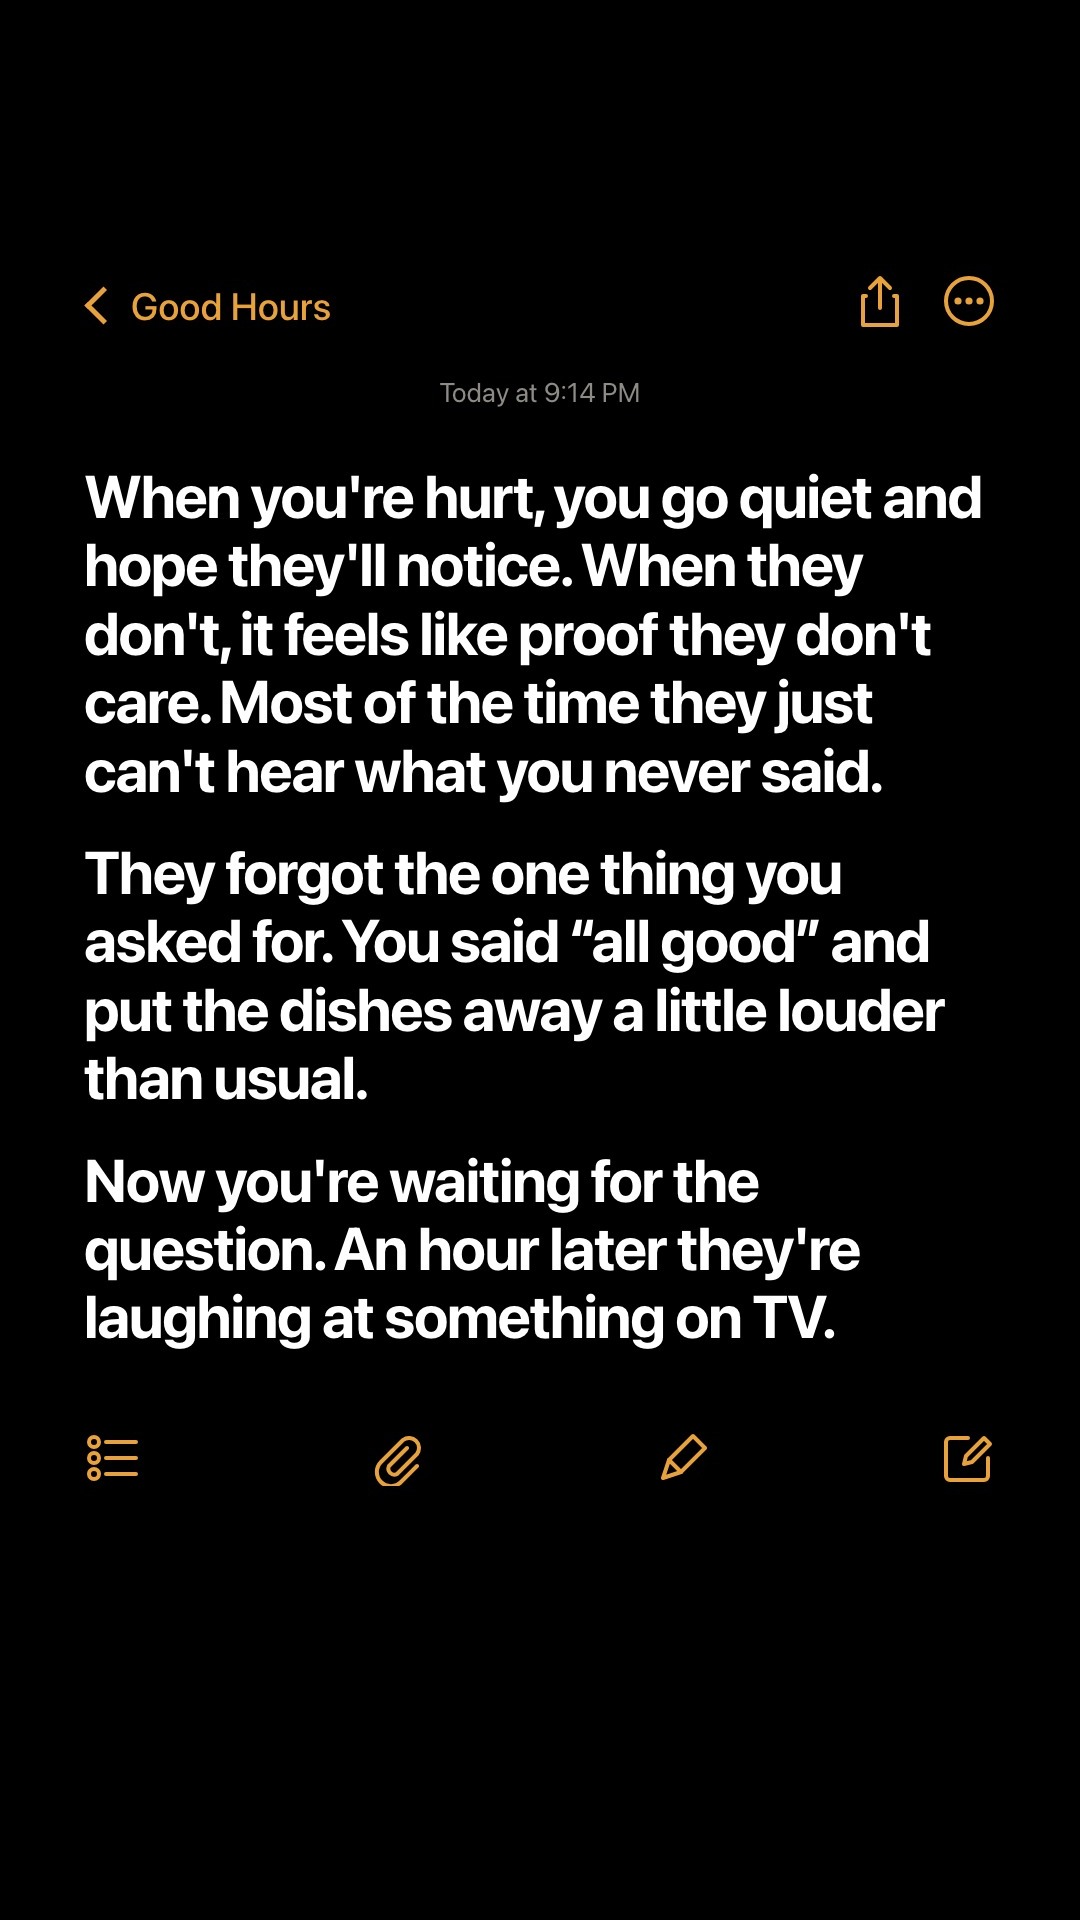 Good Hours
Today at 9:14 PM
When you're hurt, you go quiet and
hope they'll notice. When they
don't, it feels like proof they don't
care. Most of the time they just
can't hear what you never said.
They forgot the one thing you
asked for. You said “all good” and
put the dishes away a little louder
than usual.
Now you're waiting for the
question. An hour later they're
laughing at something on TV.